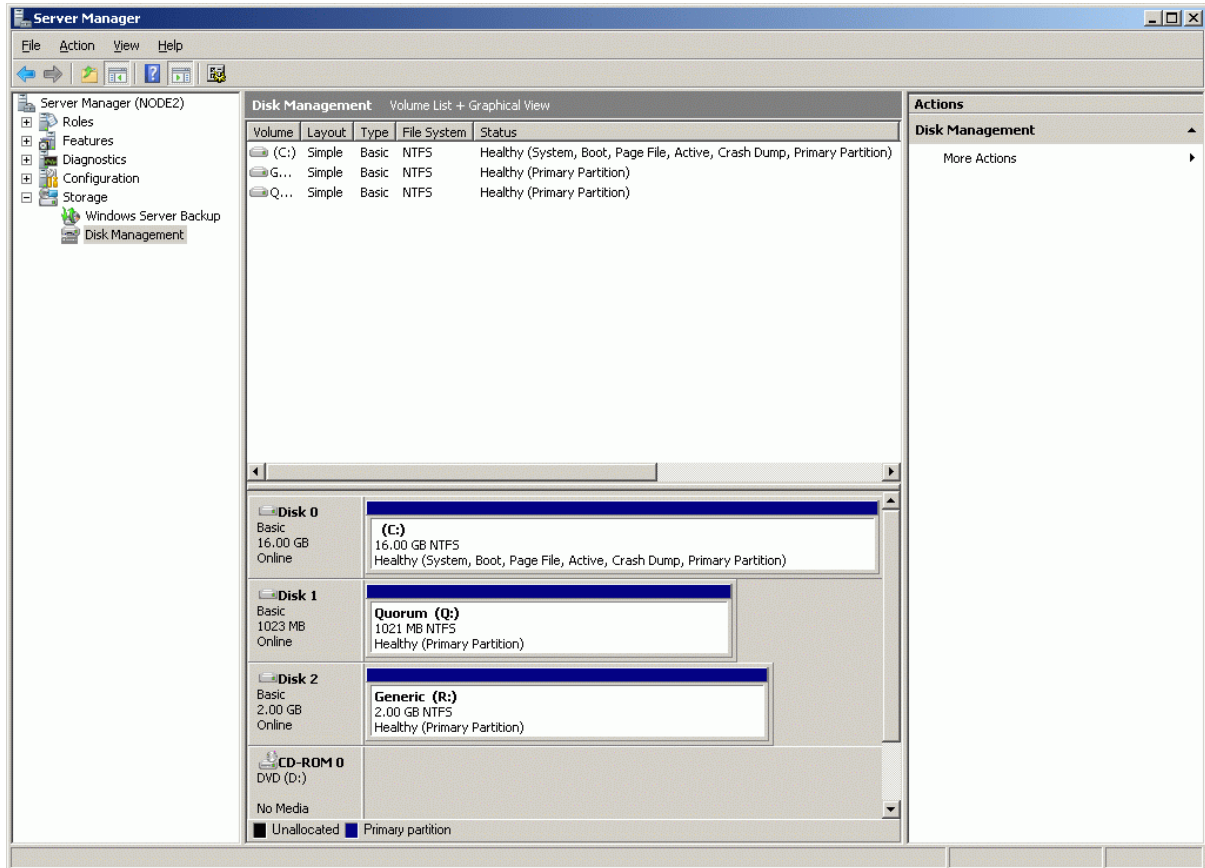 Server Manager
File Action View Help
Server Manager (NODE2)
Roles
Features
Diagnostics
Configuration
Storage
Windows Server Backup
Disk Management
Disk Management Volume List + Graphical View
Volume Layout Type File System Status
(C:) Simple Basic NTFS Healthy (System, Boot, Page File, Active, Crash Dump, Primary Partition)
G... Simple Basic NTFS Healthy (Primary Partition)
Q... Simple Basic NTFS Healthy (Primary Partition)
Disk 0
Basic
16.00 GB
Online
(C:)
16.00 GB NTFS
Healthy (System, Boot, Page File, Active, Crash Dump, Primary Partition)
Disk 1
Basic
1023 MB
Online
Quorum (Q:)
1021 MB NTFS
Healthy (Primary Partition)
Disk 2
Basic
2.00 GB
Online
Generic (R:)
2.00 GB NTFS
Healthy (Primary Partition)
CD-ROM 0
DVD (D:)
No Media
Unallocated Primary partition
Actions
Disk Management
More Actions